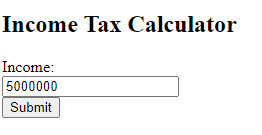 Income Tax Calculator
Income:
5000000
Submit